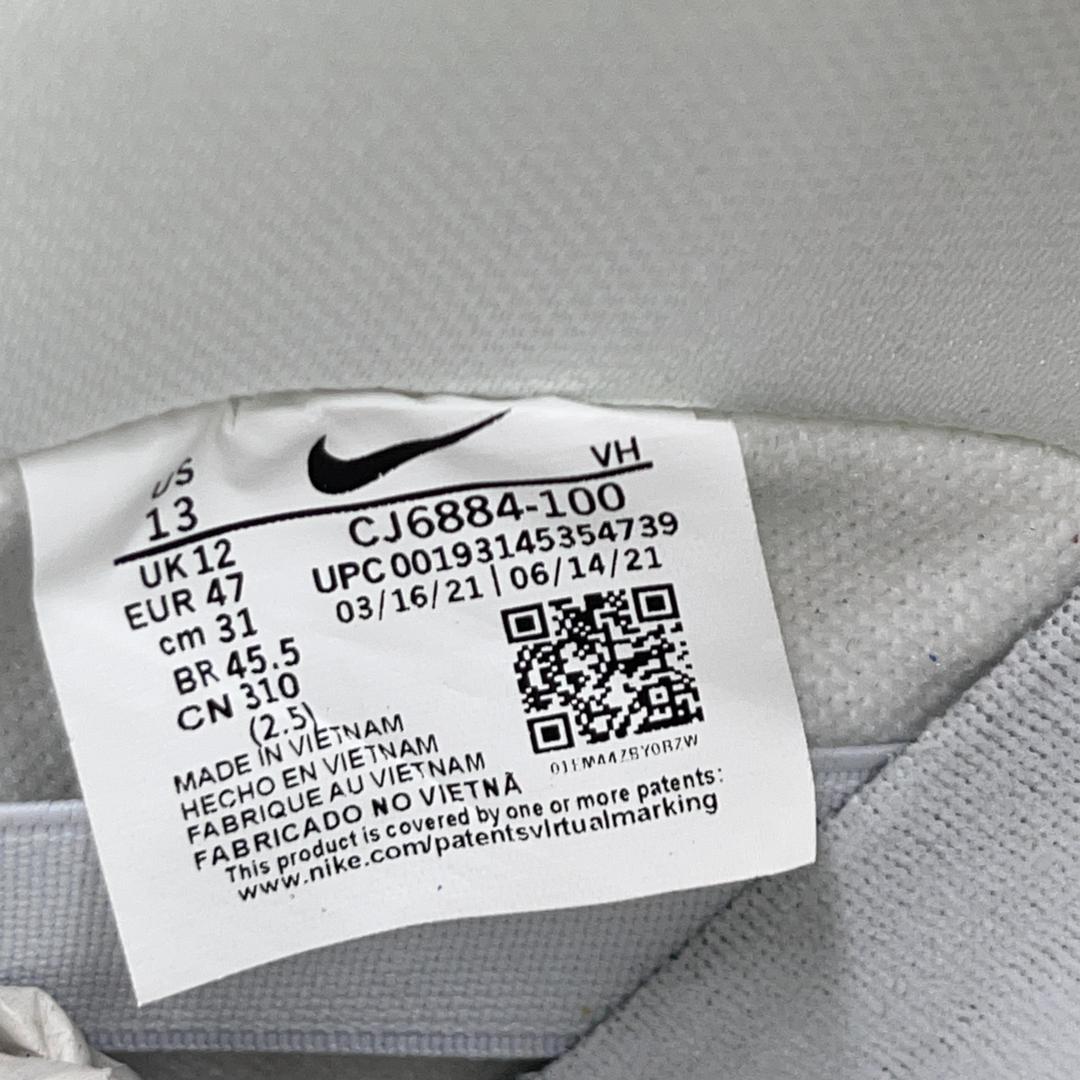 US
13
VH
CJ6884-100
UPC 00193145354739
03/16/21 | 06/14/21
UK 12
EUR 47
cm 31
BR 45.5
CN 310
(2.5)
MADE IN VIETNAM
HECHO EN VIETNAM
FABRIQUE AU VIETNAM
FABRICADO NO VIETNÃ
This product is covered by one or more patents:
www.nike.com/patentsvirtualmarking